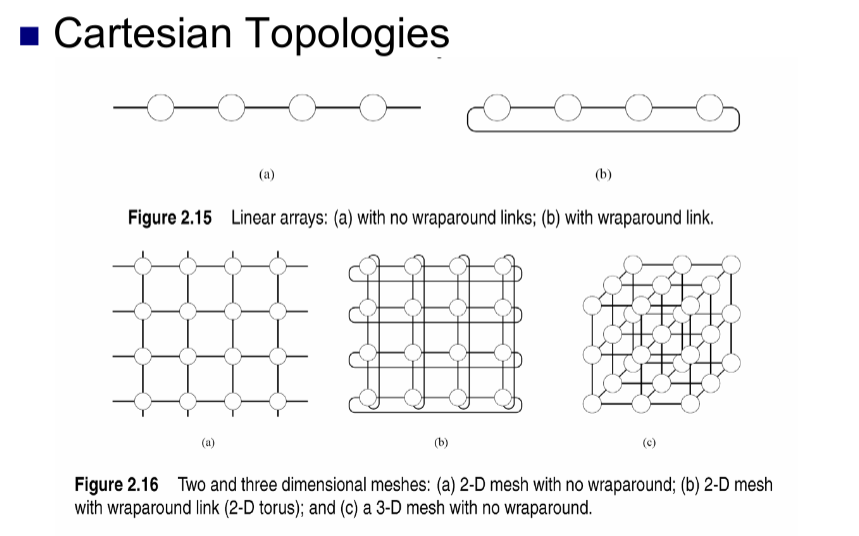 Cartesian Topologies
(a)
(b)
Figure 2.15 Linear arrays: (a) with no wraparound links; (b) with wraparound link.
(a)
(b)
(c)
Figure 2.16 Two and three dimensional meshes: (a) 2-D mesh with no wraparound; (b) 2-D mesh
with wraparound link (2-D torus); and (c) a 3-D mesh with no wraparound.